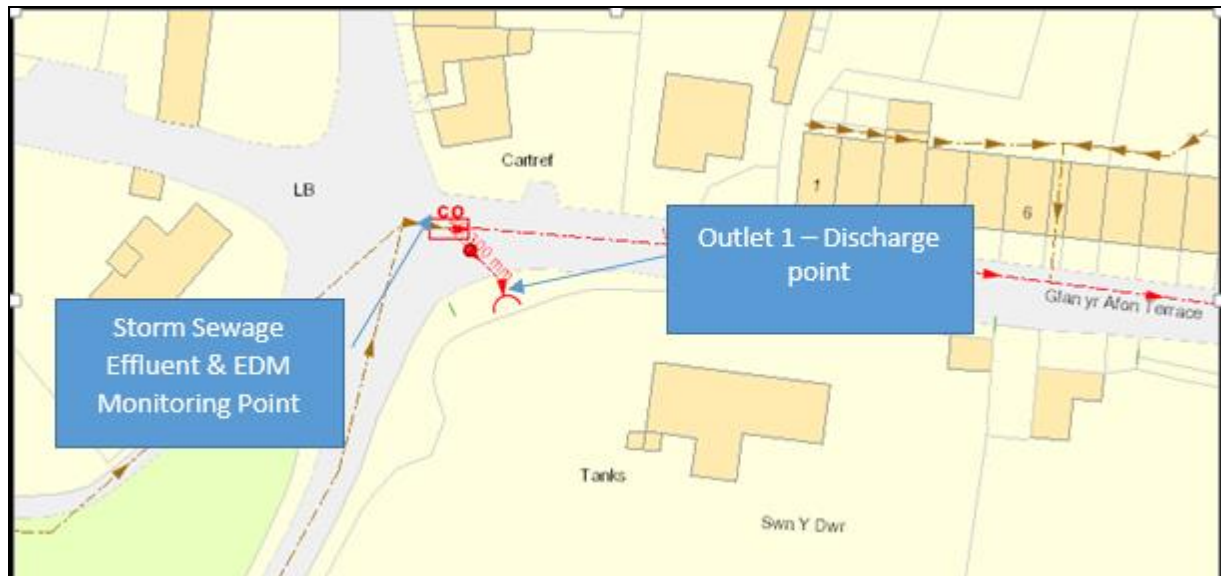 Cartref
LB
1
6
C.O
Outlet 1 – Discharge
point
Glan yr Afon Terrace
Storm Sewage
Effluent & EDM
Monitoring Point
Tanks
Swn Y Dwr